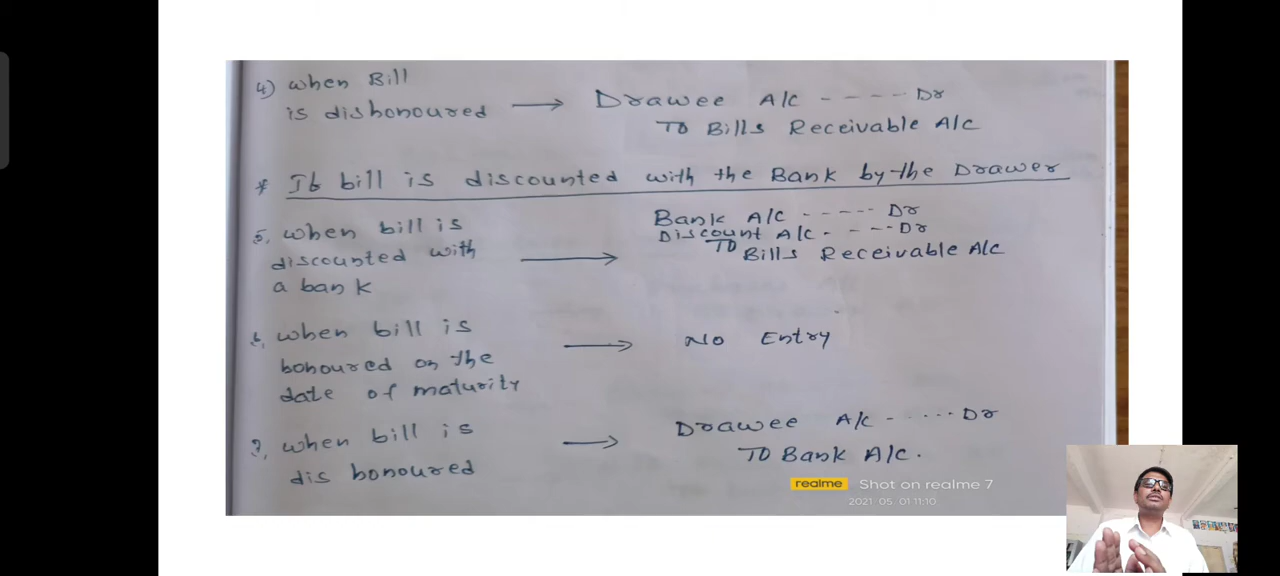 4) when Bill
is dishonoured → Drawee A/c ---- Dr
To Bills Receivable A/c
* If bill is discounted with the Bank by the Drawer
5, when bill is
discounted with
a bank
→ Bank A/c ----- Dr
Discount A/c. ---- Dr
To Bills Receivable A/c
6, when bill is
honoured on the
date of maturity
→ No Entry
7, when bill is
dis honoured
→ Drawee A/c ------ Dr
To Bank A/c.
realme Shot on realme 7
2021/05/01 11:10